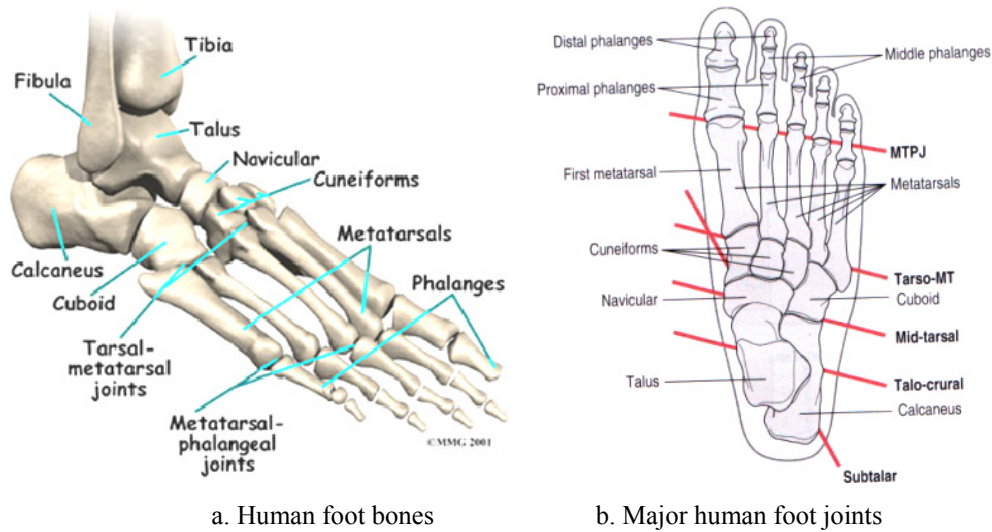 Tibia
Fibula
Talus
Navicular
Cuneiforms
Metatarsals
Phalanges
Calcaneus
Cuboid
Tarsal-
metatarsal
joints
Metatarsal-
phalangeal
joints
©MMG 2001
a. Human foot bones
Distal phalanges
Middle phalanges
Proximal phalanges
MTPJ
First metatarsal
Metatarsals
Cuneiforms
Tarso-MT
Navicular
Cuboid
Mid-tarsal
Talus
Talo-crural
Calcaneus
Subtalar
b. Major human foot joints